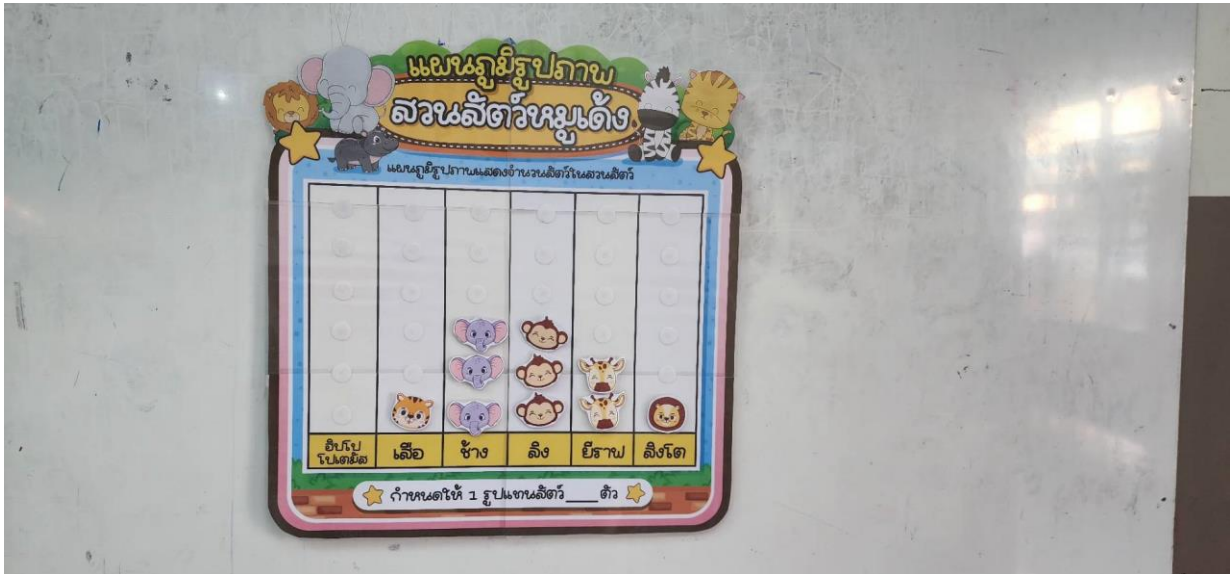 แผนภูมิรูปภาพ
สวนสัตว์หมูเด้ง
แผนภูมิรูปภาพแสดงจำนวนสัตว์ในสวนสัตว์
ฮิปโป
โปเตมัส
เสือ
ช้าง
ลิง
ยีราฟ
สิงโต
กำหนดให้ 1 รูปแทนสัตว์____ตัว